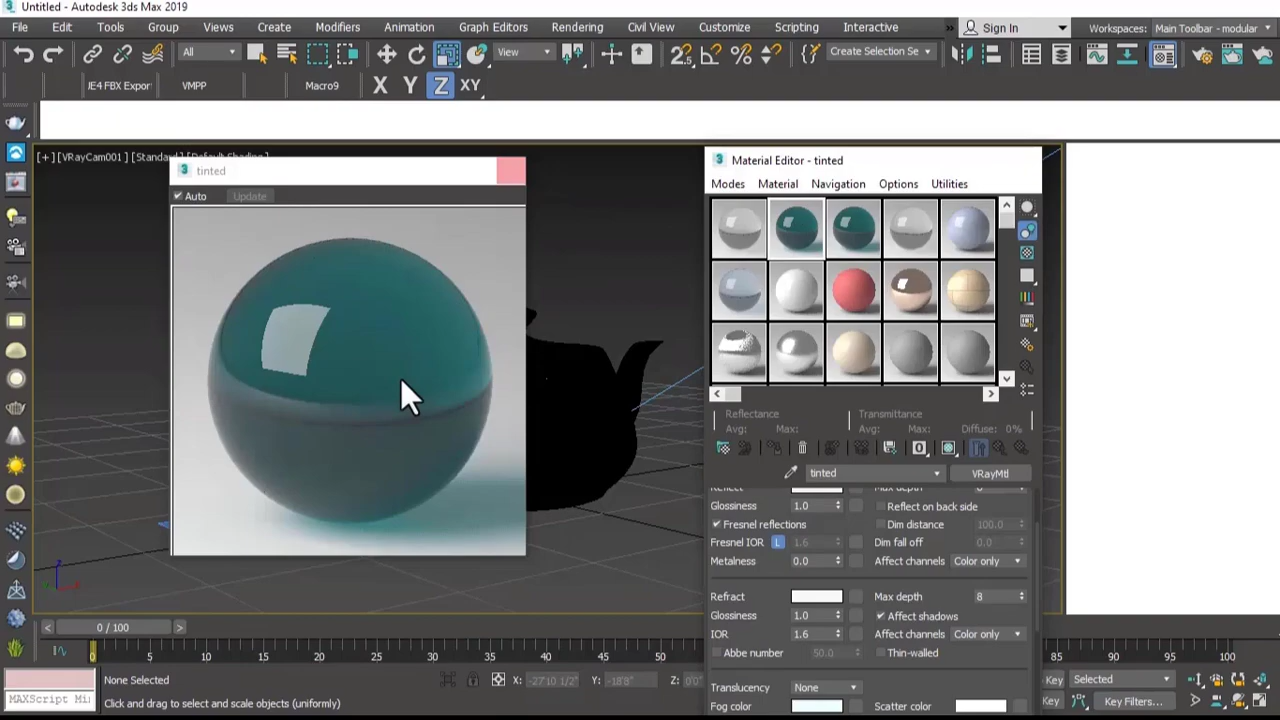 Untitled - Autodesk 3ds Max 2019
File Edit Tools Group Views Create Modifiers Animation Graph Editors Rendering Civil View Customize Scripting Interactive » Sign In Workspaces: Main Toolbar - modular
All View 2.5 % Create Selection Se
JE4 FBX Expor VMPP Macro9 X Y Z XY
[+] [VRayCam001] [Standard] [Default Shading]
tinted
Auto Update
Material Editor - tinted
Modes Material Navigation Options Utilities
Reflectance Transmittance
Avg: Max: Avg: Max: Diffuse: 0%
tinted VRayMtl
Reflect Max depth
Glossiness 1.0 Reflect on back side
Fresnel reflections Dim distance 100.0
Fresnel IOR L 1.6 Dim fall off 0.0
Metalness 0.0 Affect channels Color only
Refract Max depth 8
Glossiness 1.0 Affect shadows
IOR 1.6 Affect channels Color only
Abbe number 50.0 Thin-walled
Translucency None
Fog color Scatter color
< 0 / 100 >
0 5 10 15 20 25 30 35 40 45 50 85 90 95 100
None Selected X: -27'10 1/2" Y: -18'8" Z: 0'0" Key Selected
MAXScript Mi Click and drag to select and scale objects (uniformly) Key Key Filters...